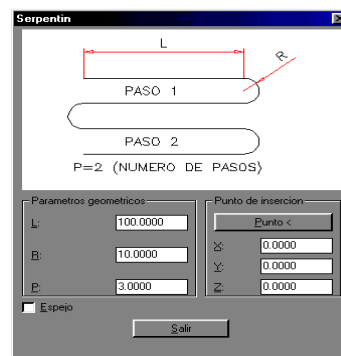 Serpentin
L
R
PASO 1
PASO 2
P=2 (NUMERO DE PASOS)
Parametros geometricos
L: 100.0000
R: 10.0000
P: 3.0000
Punto de insercion
Punto <
X: 0.0000
Y: 0.0000
Z: 0.0000
Espejo
Salir